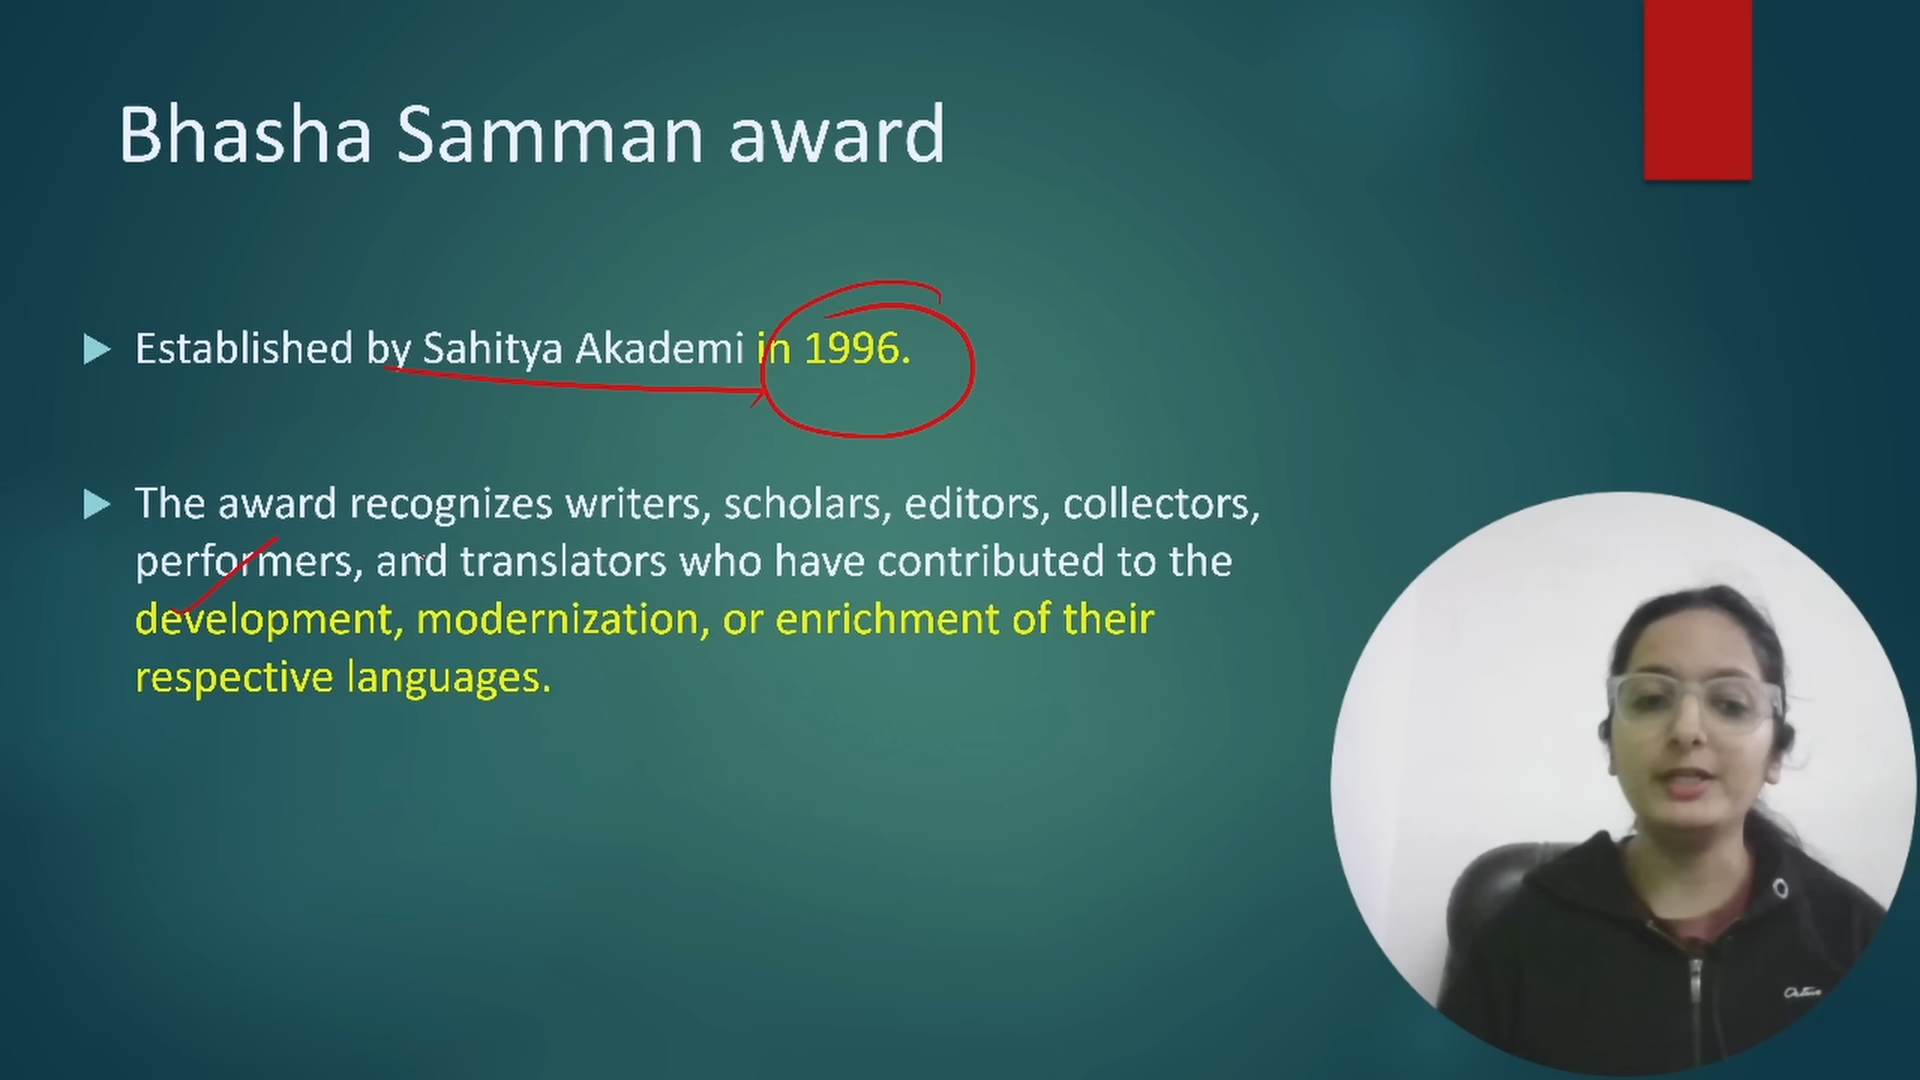 Bhasha Samman award
Established by Sahitya Akademi in 1996.
The award recognizes writers, scholars, editors, collectors,
performers, and translators who have contributed to the
development, modernization, or enrichment of their
respective languages.